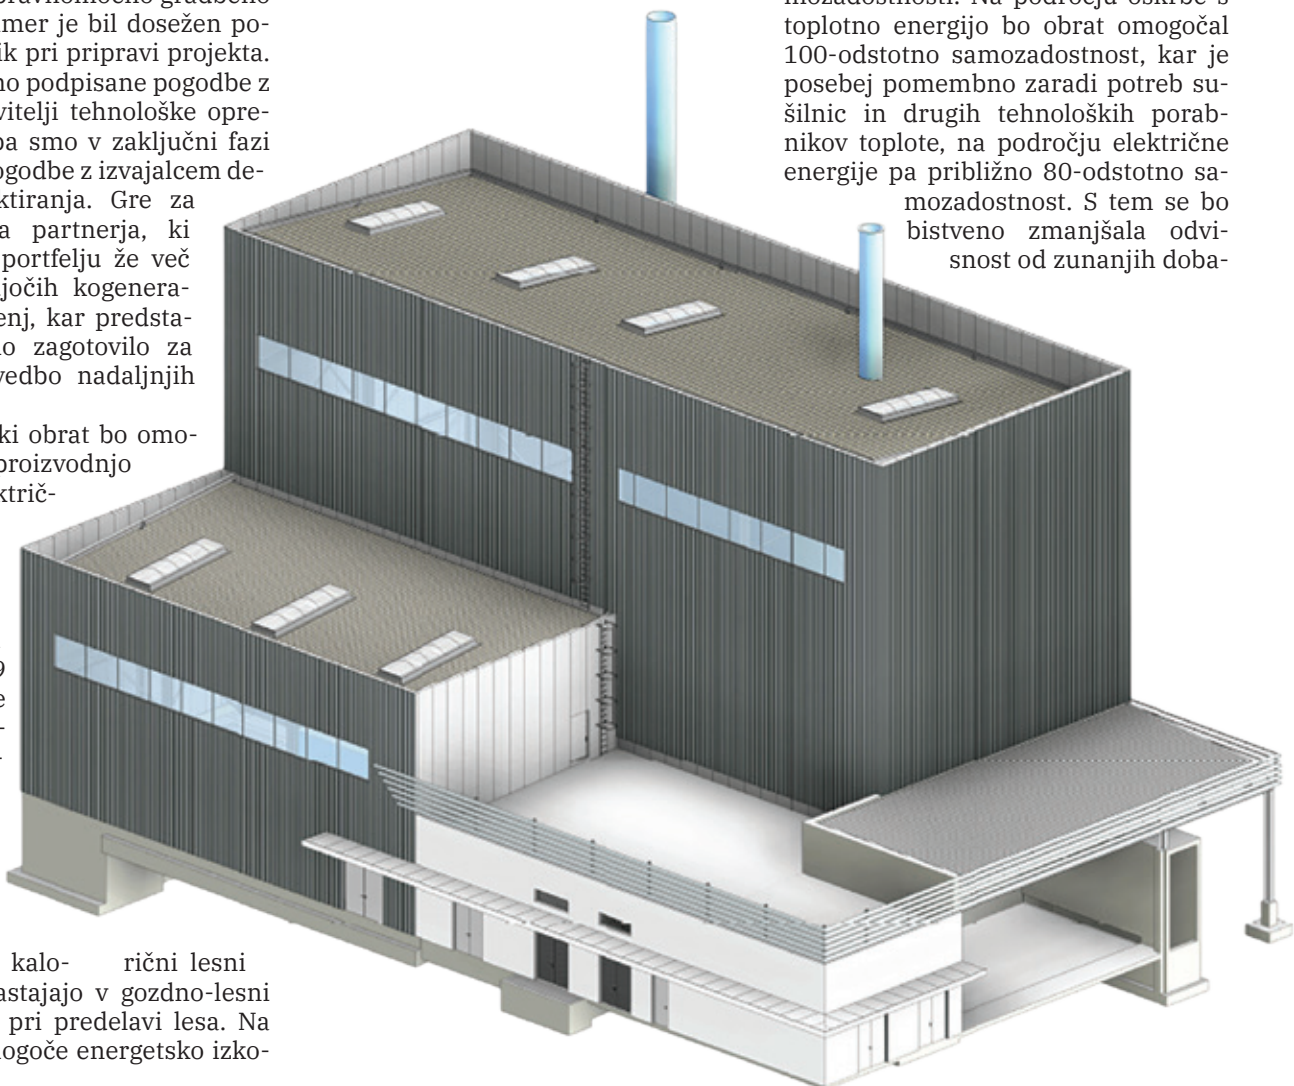 mer je bil dosežen po-
ik pri pripravi projekta.
no podpisane pogodbe z
vitelji tehnološke opre-
pa smo v zaključni fazi
ogodbe z izvajalcem de-
ktiranja. Gre za
a partnerja, ki
portfelju že več
jočih kogenera-
enj, kar predsta-
o zagotovilo za
vedbo nadaljnjih
ki obrat bo omo-
proizvodnjo
ktrič-
9
e
-
kalo- rični lesni
astajajo v gozdno-lesni
pri predelavi lesa. Na
ogoče energetsko izko-
mozadostnosti. Na področju oskrbe s
toplotno energijo bo obrat omogočal
100-odstotno samozadostnost, kar je
posebej pomembno zaradi potreb su-
šilnic in drugih tehnoloških porab-
nikov toplote, na področju električne
energije pa približno 80-odstotno sa-
mozadostnost. S tem se bo
bistveno zmanjšala odvi-
snost od zunanjih doba-